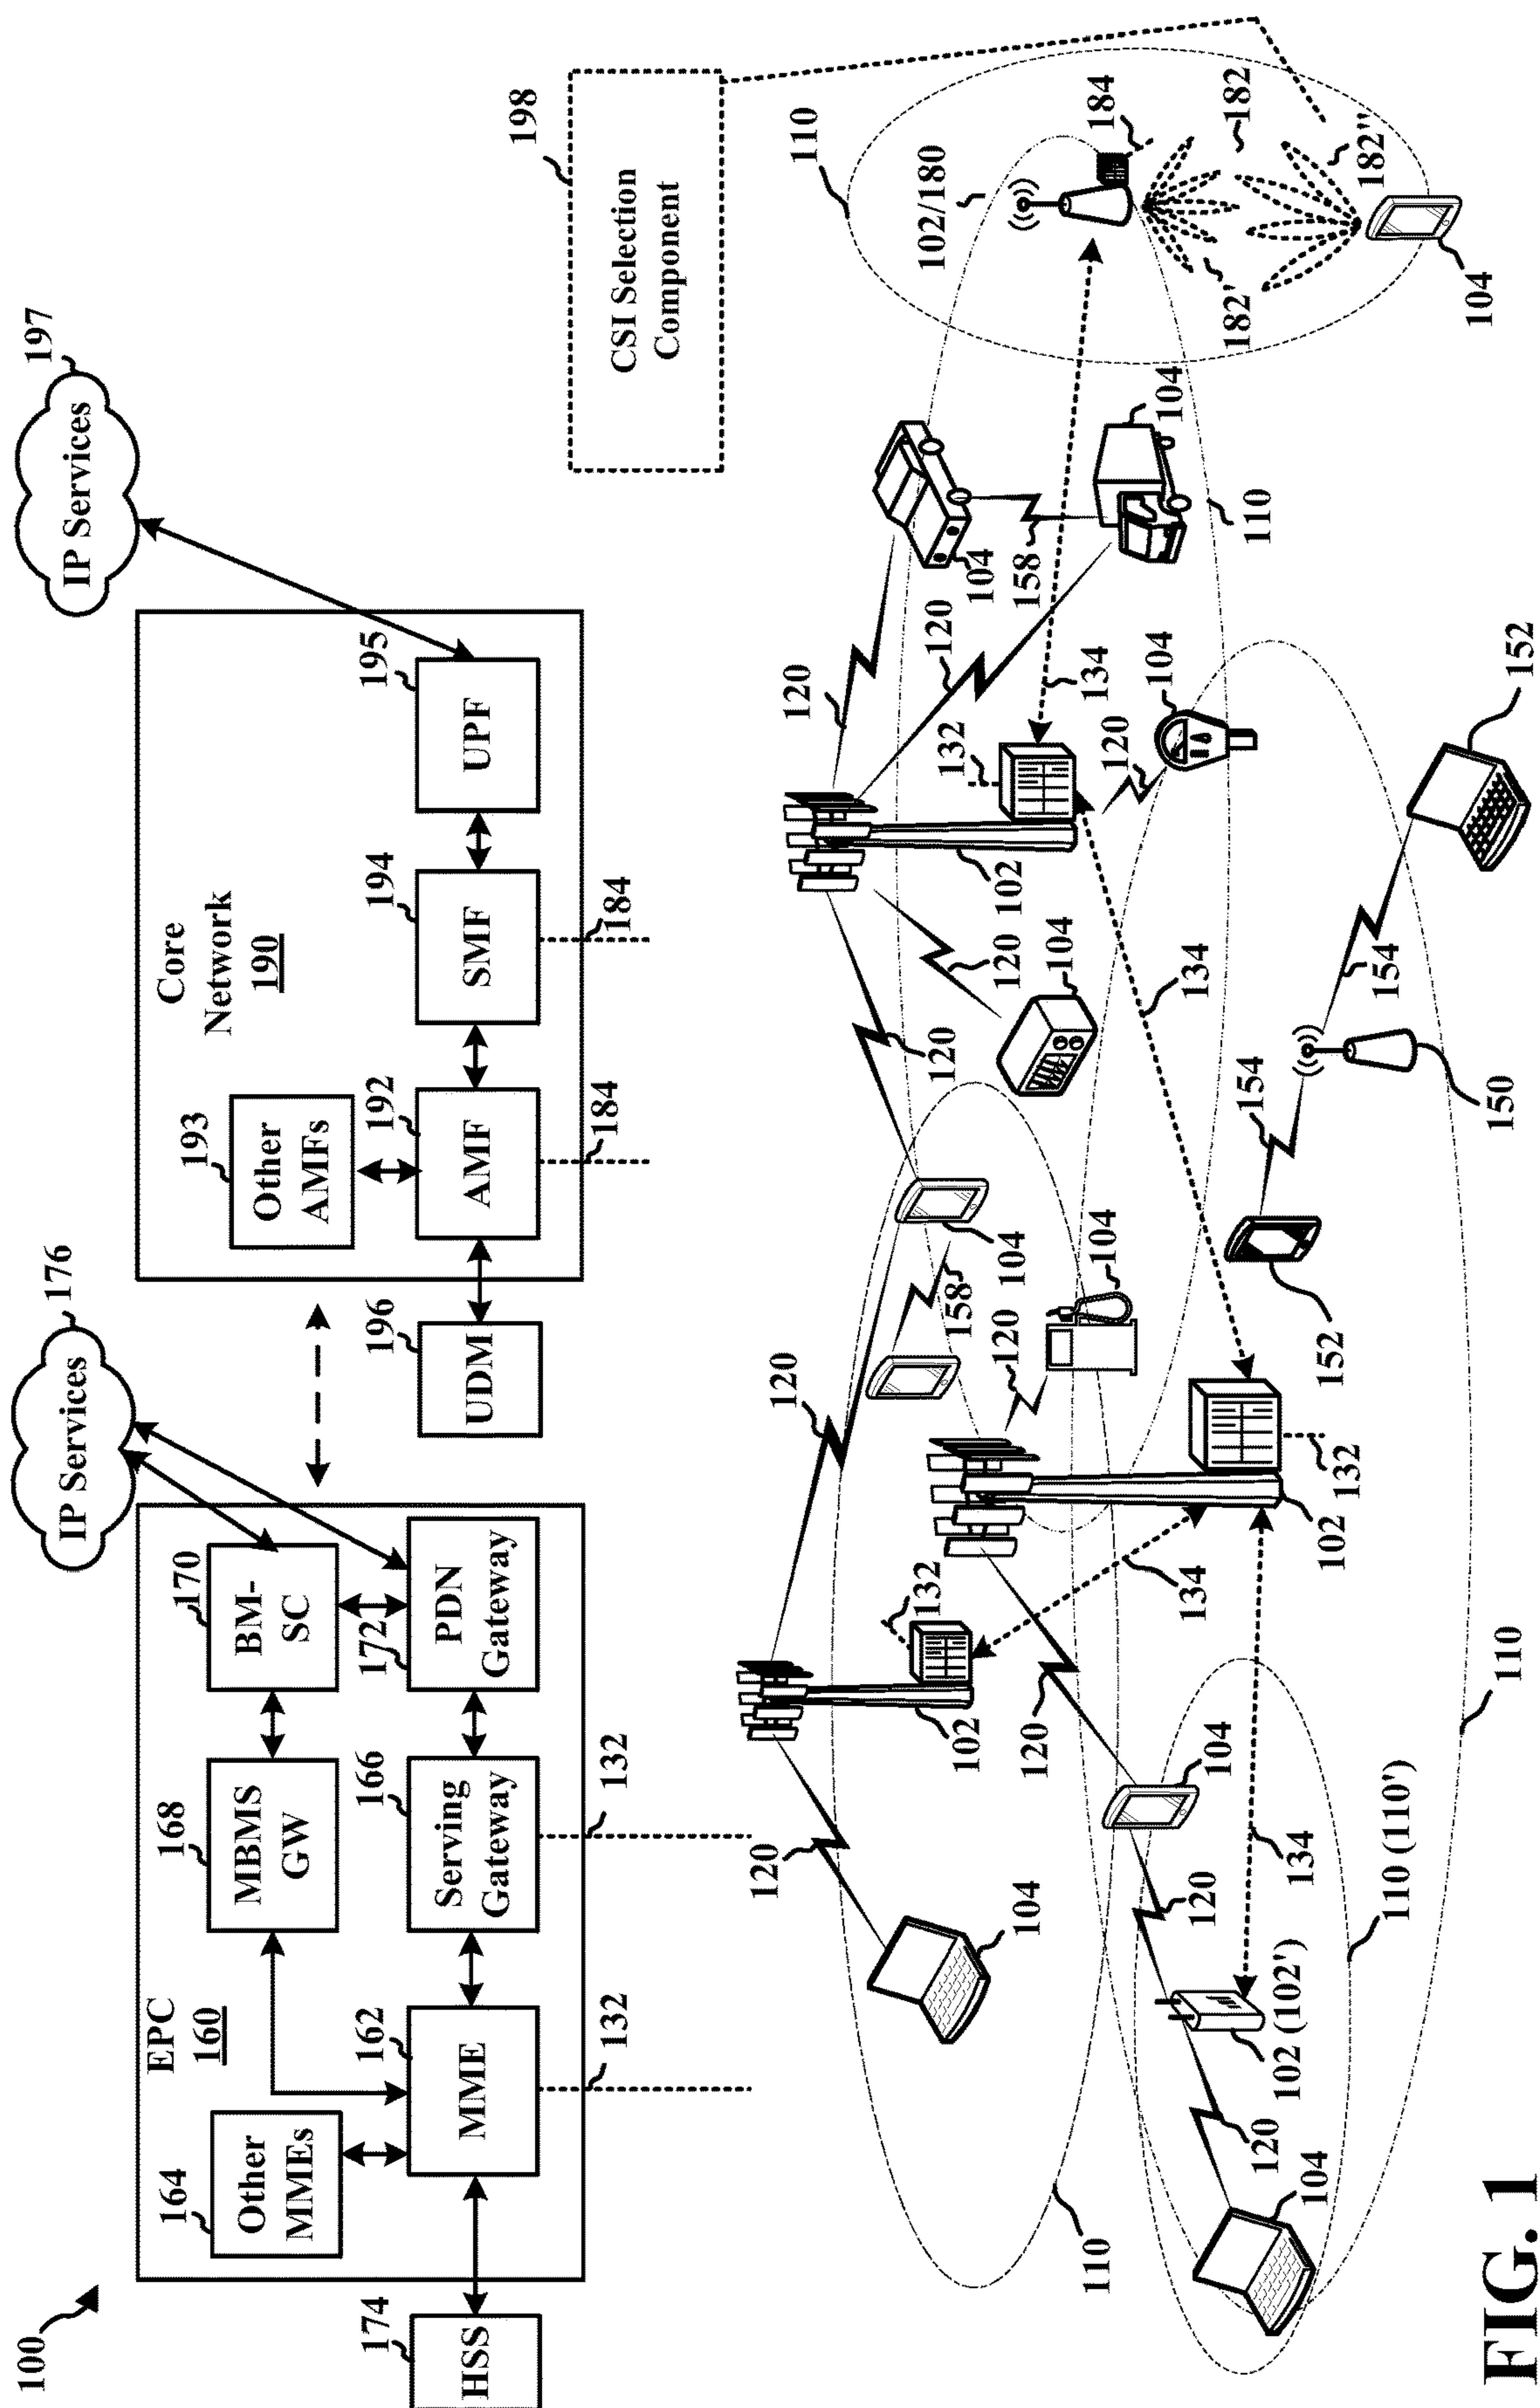 100
174
HSS
EPC
160
164
Other
MMEs
162
MME
132
168
MBMS
GW
166
Serving
Gateway
132
170
BM-
SC
172
PDN
Gateway
176
IP Services
196
UDM
Core
Network
190
193
Other
AMFs
192
AMF
184
194
SMF
184
195
UPF
197
IP Services
198
CSI Selection
Component
110
102/180
184
182
182'
182''
104
120
104
158
120
104
110
134
132
102
120
104
120
104
120
134
104
158
120
120
104
132
102
134
132
102
120
104
120
104
110
120
102 (102')
134
110 (110')
110
120
104
152
154
150
154
152
FIG. 1